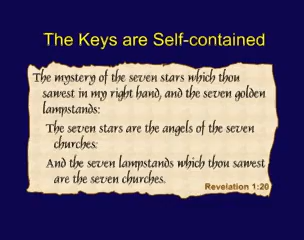 The Keys are Self-contained
The mystery of the seven stars which thou
sawest in my right hand, and the seven golden
lampstands:
The seven stars are the angels of the seven
churches:
And the seven lampstands which thou sawest
are the seven churches.
Revelation 1:20